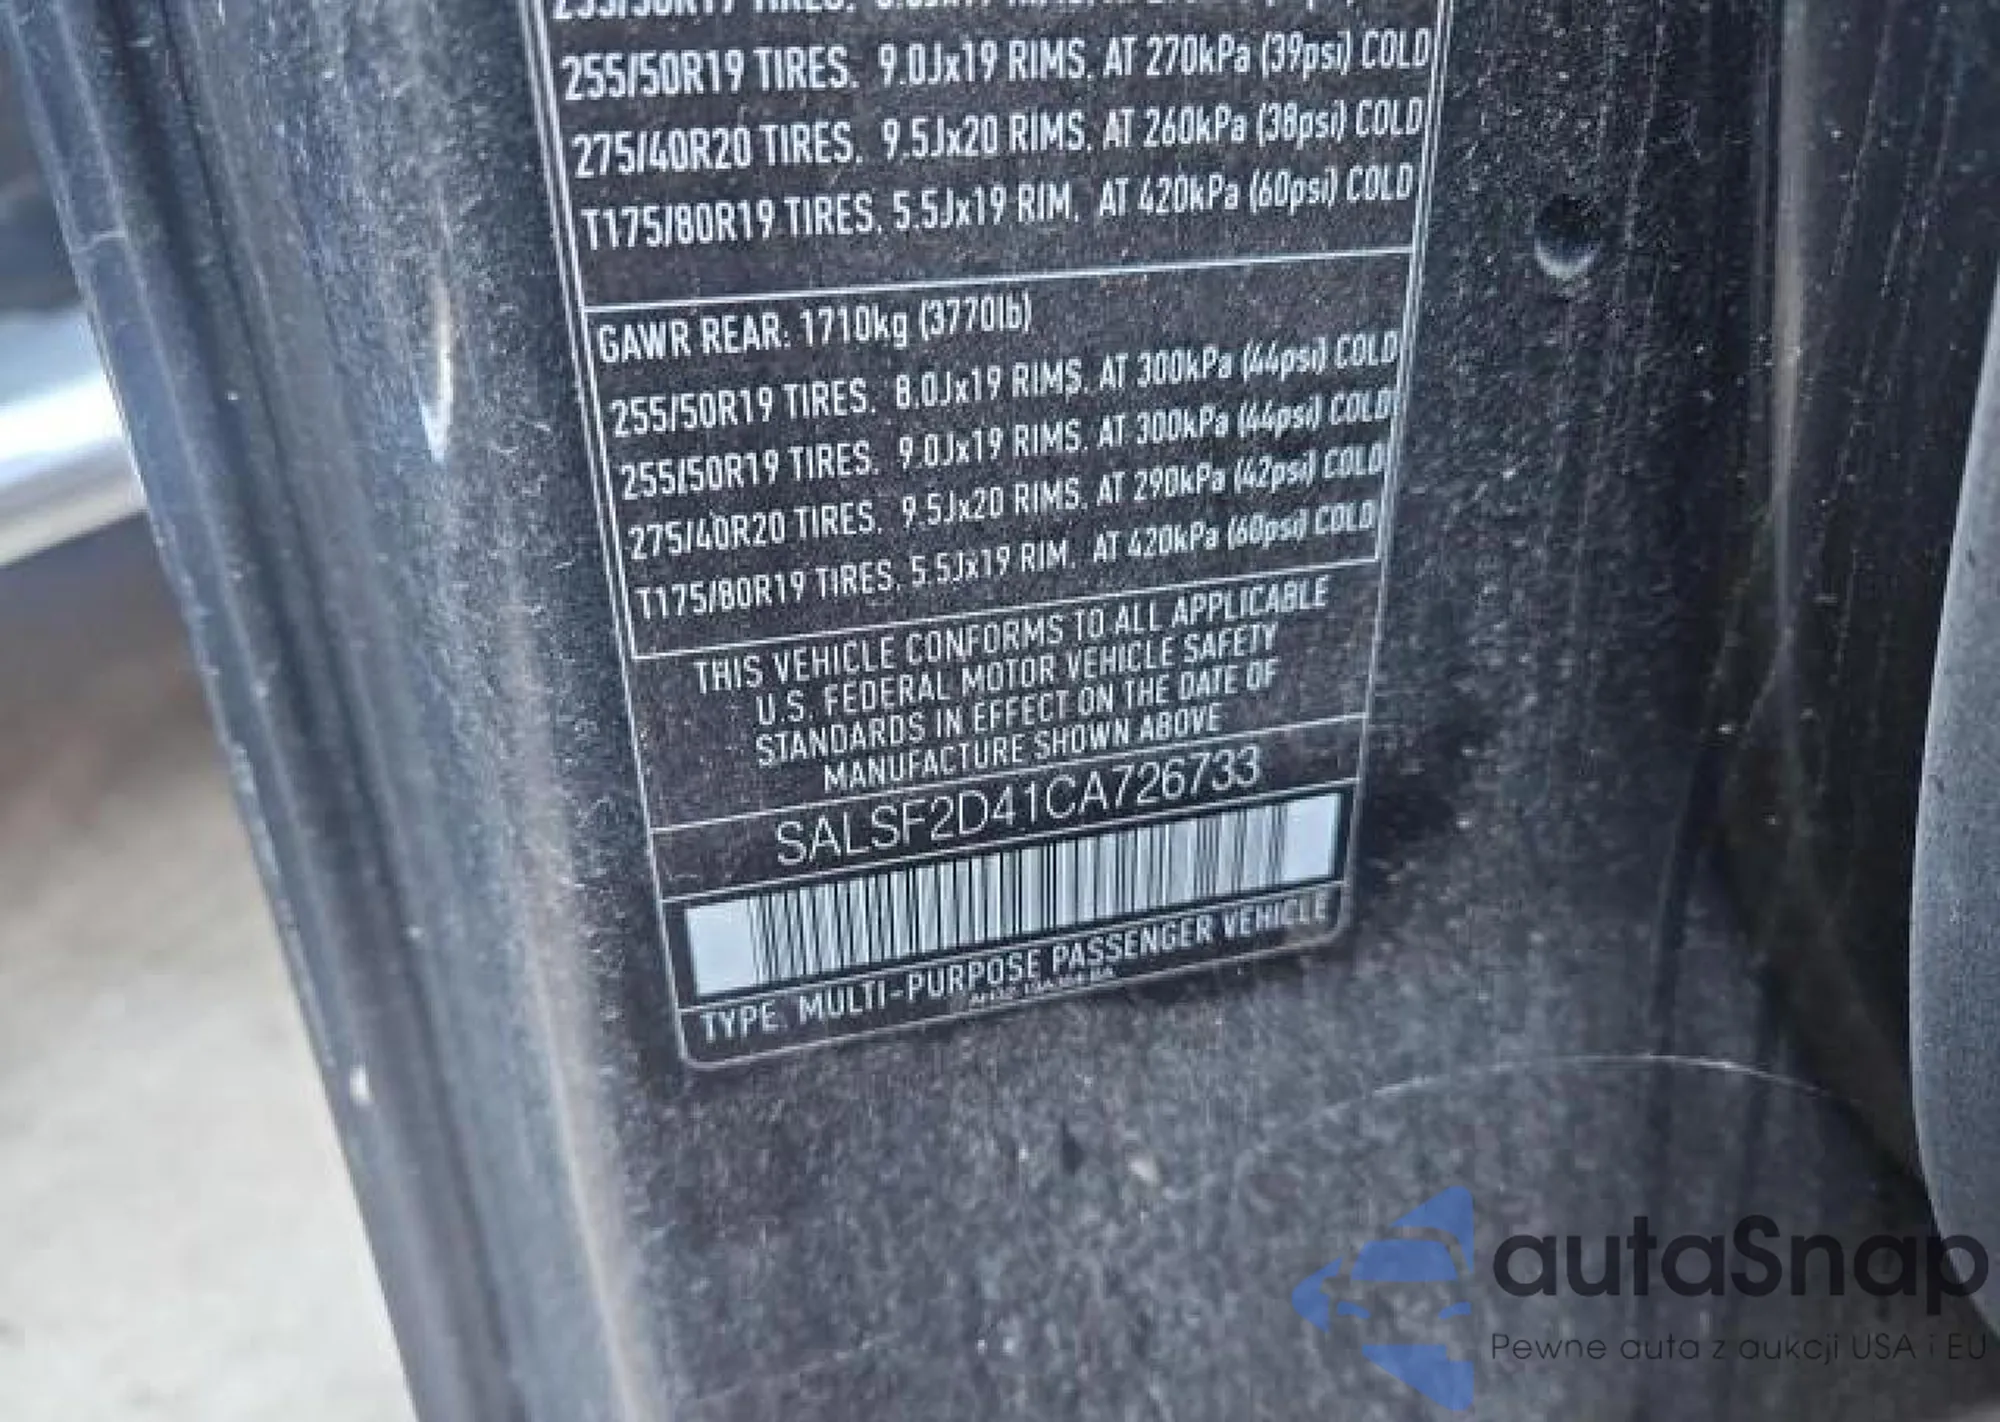 255/50R19 TIRES. 9.0Jx19 RIMS. AT 270kPa (39psi) COLD
275/40R20 TIRES. 9.5Jx20 RIMS. AT 260kPa (38psi) COLD
T175/80R19 TIRES. 5.5Jx19 RIM. AT 420kPa (60psi) COLD
GAWR REAR: 1710kg (3770lb)
255/50R19 TIRES. 8.0Jx19 RIMS. AT 300kPa (44psi) COLD
255/50R19 TIRES. 9.0Jx19 RIMS. AT 300kPa (44psi) COLD
275/40R20 TIRES. 9.5Jx20 RIMS. AT 290kPa (42psi) COLD
T175/80R19 TIRES. 5.5Jx19 RIM. AT 420kPa (60psi) COLD
THIS VEHICLE CONFORMS TO ALL APPLICABLE
U.S. FEDERAL MOTOR VEHICLE SAFETY
STANDARDS IN EFFECT ON THE DATE OF
MANUFACTURE SHOWN ABOVE
SALSF2D41CA726733
TYPE. MULTI-PURPOSE PASSENGER VEHICLE
autaSnap
Pewne auta z aukcji USA i EU